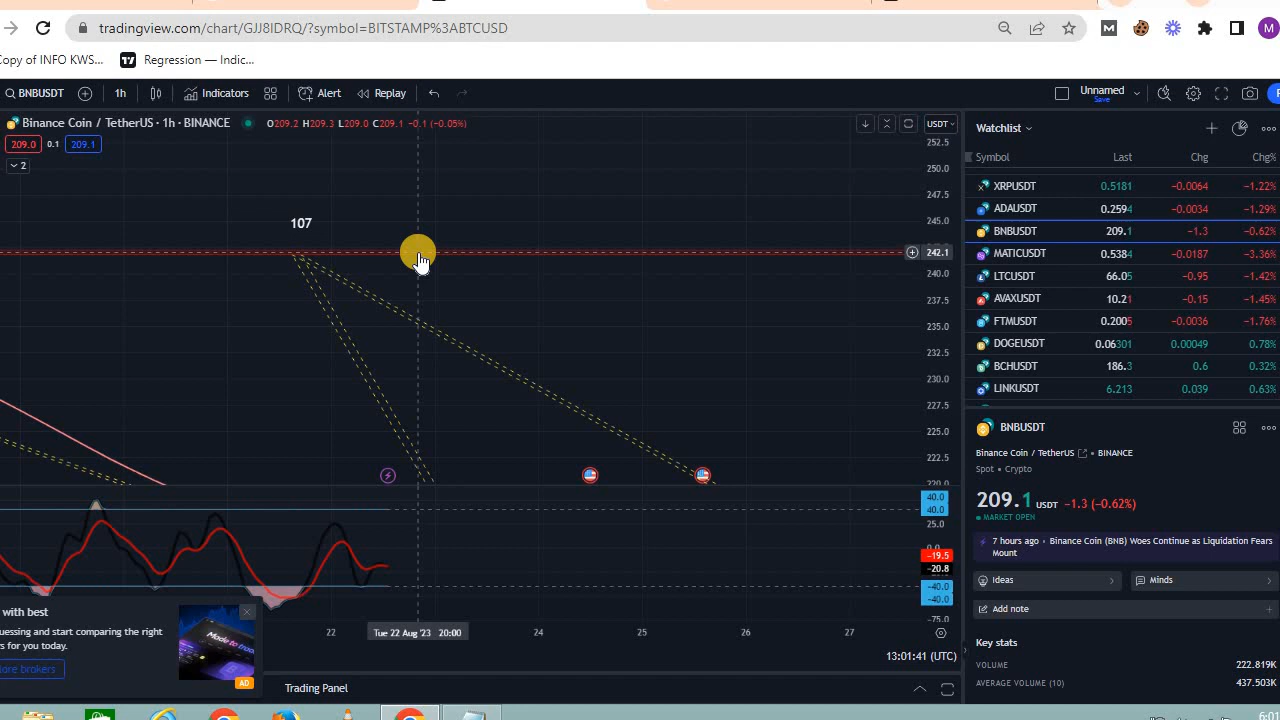 tradingview.com/chart/GJJ8IDRQ/?symbol=BITSTAMP%3ABTCUSD
M
M
Copy of INFO KWS...
Regression — Indic...
BNBUSDT
1h
Indicators
Alert
Replay
Unnamed
Save
Binance Coin / TetherUS · 1h · BINANCE
O209.2 H209.3 L209.0 C209.1 −0.1 (−0.05%)
209.0 0.1 209.1
2
USDT
252.5
250.0
247.5
245.0
242.1
240.0
237.5
235.0
232.5
230.0
227.5
225.0
222.5
220.0
107
40.0
40.0
25.0
0.0
−19.5
−20.8
−40.0
−40.0
−75.0
22
Tue 22 Aug '23 20:00
24
25
26
27
13:01:41 (UTC)
with best
uessing and start comparing the right
s for you today.
lore brokers
Made to
AD
Trading Panel
Watchlist
Symbol Last Chg Chg%
XRPUSDT 0.5181 −0.0064 −1.22%
ADAUSDT 0.2594 −0.0034 −1.29%
BNBUSDT 209.1 −1.3 −0.62%
MATICUSDT 0.5384 −0.0187 −3.36%
LTCUSDT 66.05 −0.95 −1.42%
AVAXUSDT 10.21 −0.15 −1.45%
FTMUSDT 0.2005 −0.0036 −1.76%
DOGEUSDT 0.06301 0.00049 0.78%
BCHUSDT 186.3 0.6 0.32%
LINKUSDT 6.213 0.039 0.63%
BNBUSDT
Binance Coin / TetherUS • BINANCE
Spot • Crypto
209.1 USDT −1.3 (−0.62%)
MARKET OPEN
7 hours ago • Binance Coin (BNB) Woes Continue as Liquidation Fears
Mount
Ideas
Minds
Add note
Key stats
VOLUME 222.819K
AVERAGE VOLUME (10) 437.503K